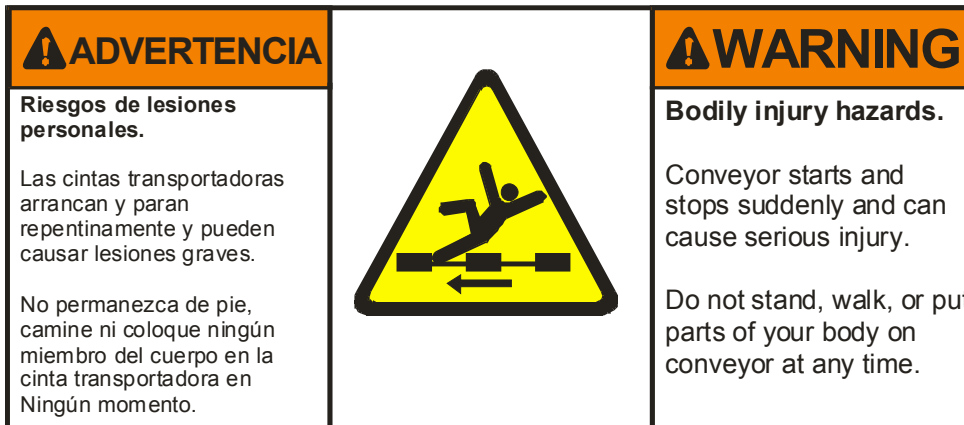 ADVERTENCIA
Riesgos de lesiones
personales.
Las cintas transportadoras
arrancan y paran
repentinamente y pueden
causar lesiones graves.
No permanezca de pie,
camine ni coloque ningún
miembro del cuerpo en la
cinta transportadora en
Ningún momento.
WARNING
Bodily injury hazards.
Conveyor starts and
stops suddenly and can
cause serious injury.
Do not stand, walk, or put
parts of your body on
conveyor at any time.